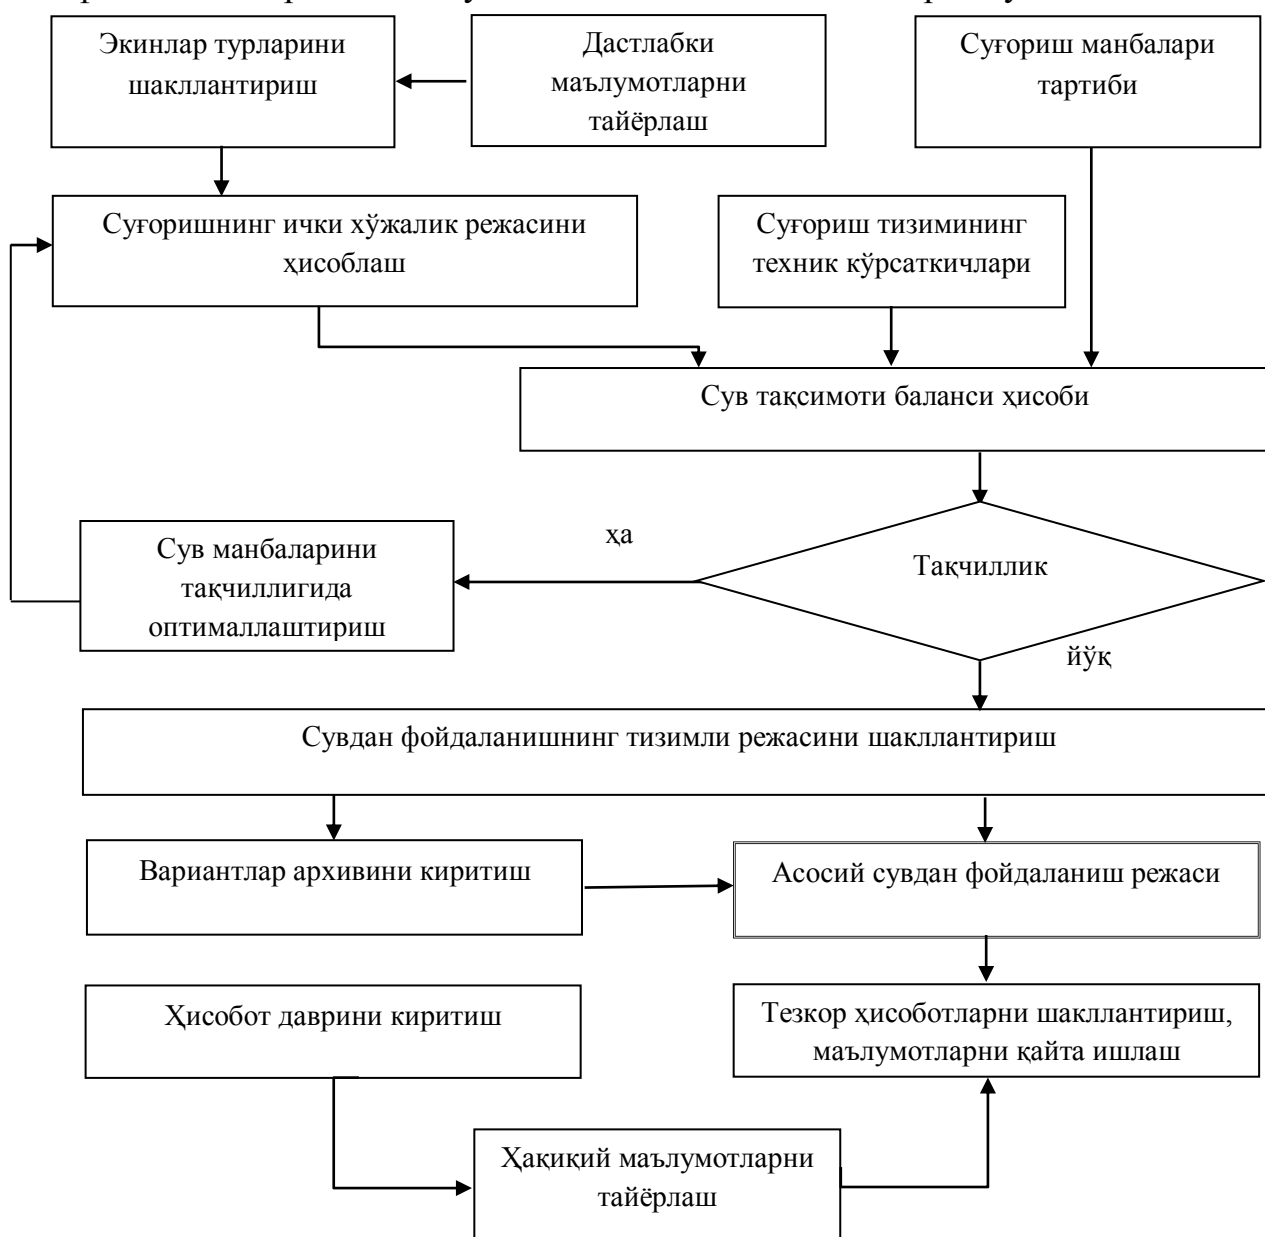 Экинлар турларини
шакллантириш
Дастлабки
маълумотларни
тайёрлаш
Суғориш манбалари
тартиби
Суғоришнинг ички хўжалик режасини
ҳисоблаш
Суғориш тизимининг
техник кўрсаткичлари
Сув тақсимоти баланси ҳисоби
ҳа
Сув манбаларини
тақчиллигида
оптималлаштириш
Тақчиллик
йўқ
Сувдан фойдаланишнинг тизимли режасини шакллантириш
Вариантлар архивини киритиш
Асосий сувдан фойдаланиш режаси
Ҳисобот даврини киритиш
Тезкор ҳисоботларни шакллантириш,
маълумотларни қайта ишлаш
Ҳақиқий маълумотларни
тайёрлаш